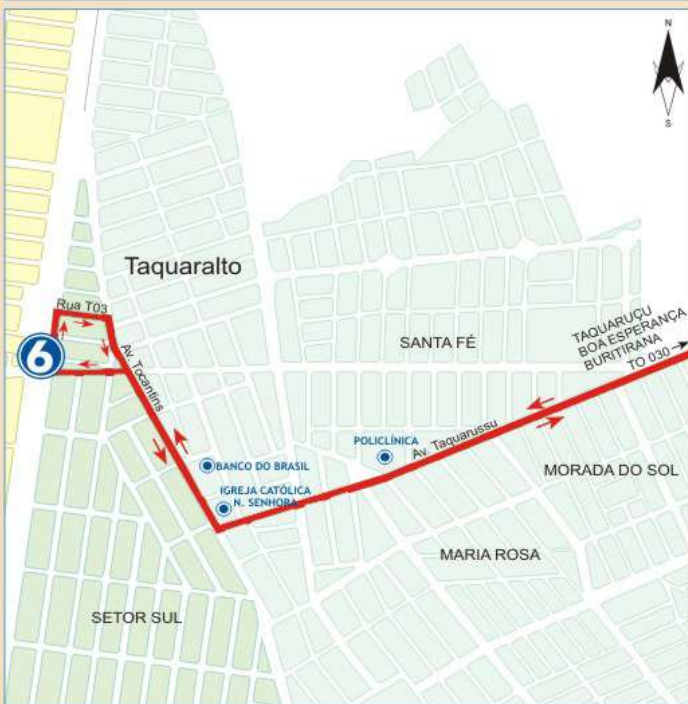 N
S
Taquaralto
Rua T03
6
Av. Tocantins
SANTA FÉ
TAQUARUÇU
BOA ESPERANÇA
BURITIRANA
TO 030
POLICLÍNICA
Av. Taquarussu
BANCO DO BRASIL
MORADA DO SOL
IGREJA CATÓLICA
N. SENHORA
MARIA ROSA
SETOR SUL